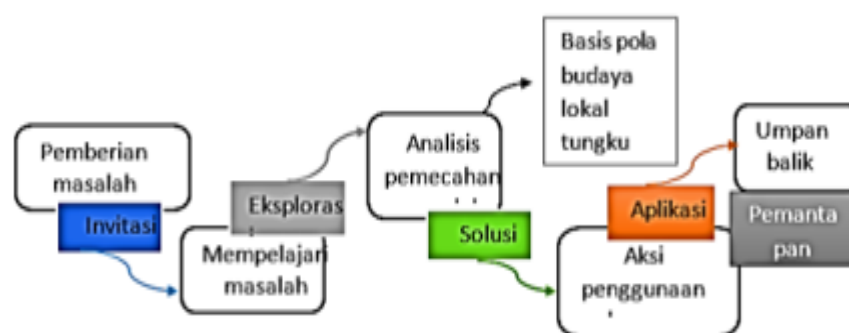 Pemberian
masalah
Invitasi
Mempelajari
masalah
Eksploras
Analisis
pemecahan
Solusi
Basis pola
budaya
lokal
tungku
Aksi
penggunaan
Aplikasi
Umpan
balik
Pemanta
pan